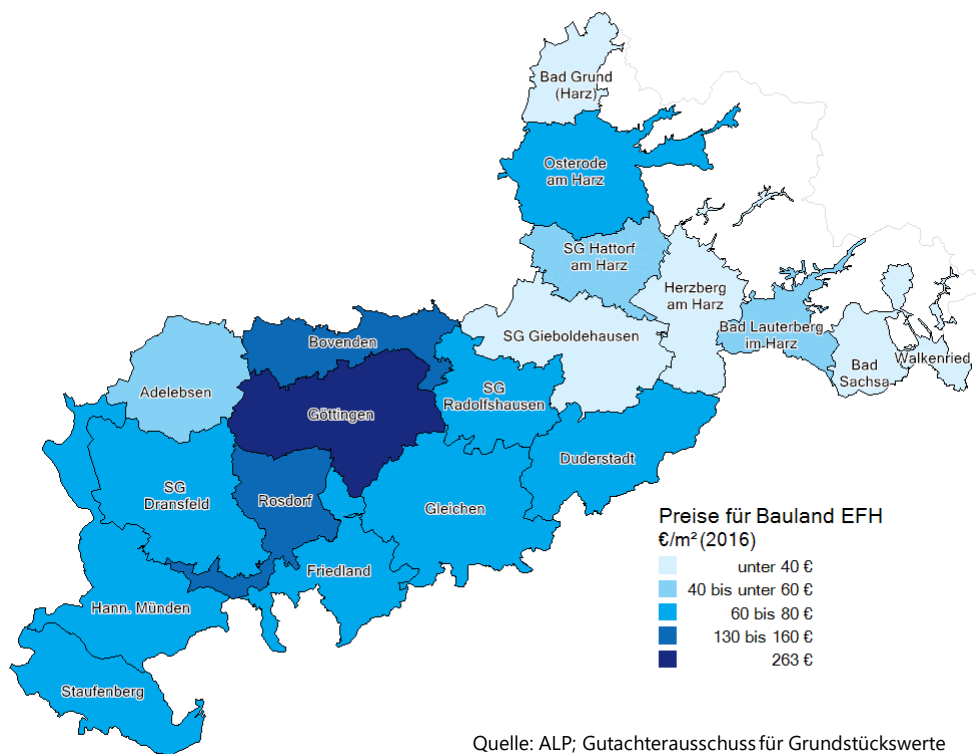 Bad Grund
(Harz)
Osterode
am Harz
SG Hattorf
am Harz
Herzberg
am Harz
SG Gieboldehausen
Bad Lauterberg
im Harz
Bad
Sachsa
Walkenried
Bovenden
Adelebsen
SG
Radolfshausen
Göttingen
Duderstadt
SG
Dransfeld
Rosdorf
Gleichen
Friedland
Hann. Münden
Staufenberg
Preise für Bauland EFH
€/m² (2016)
unter 40 €
40 bis unter 60 €
60 bis 80 €
130 bis 160 €
263 €
Quelle: ALP; Gutachterausschuss für Grundstückswerte